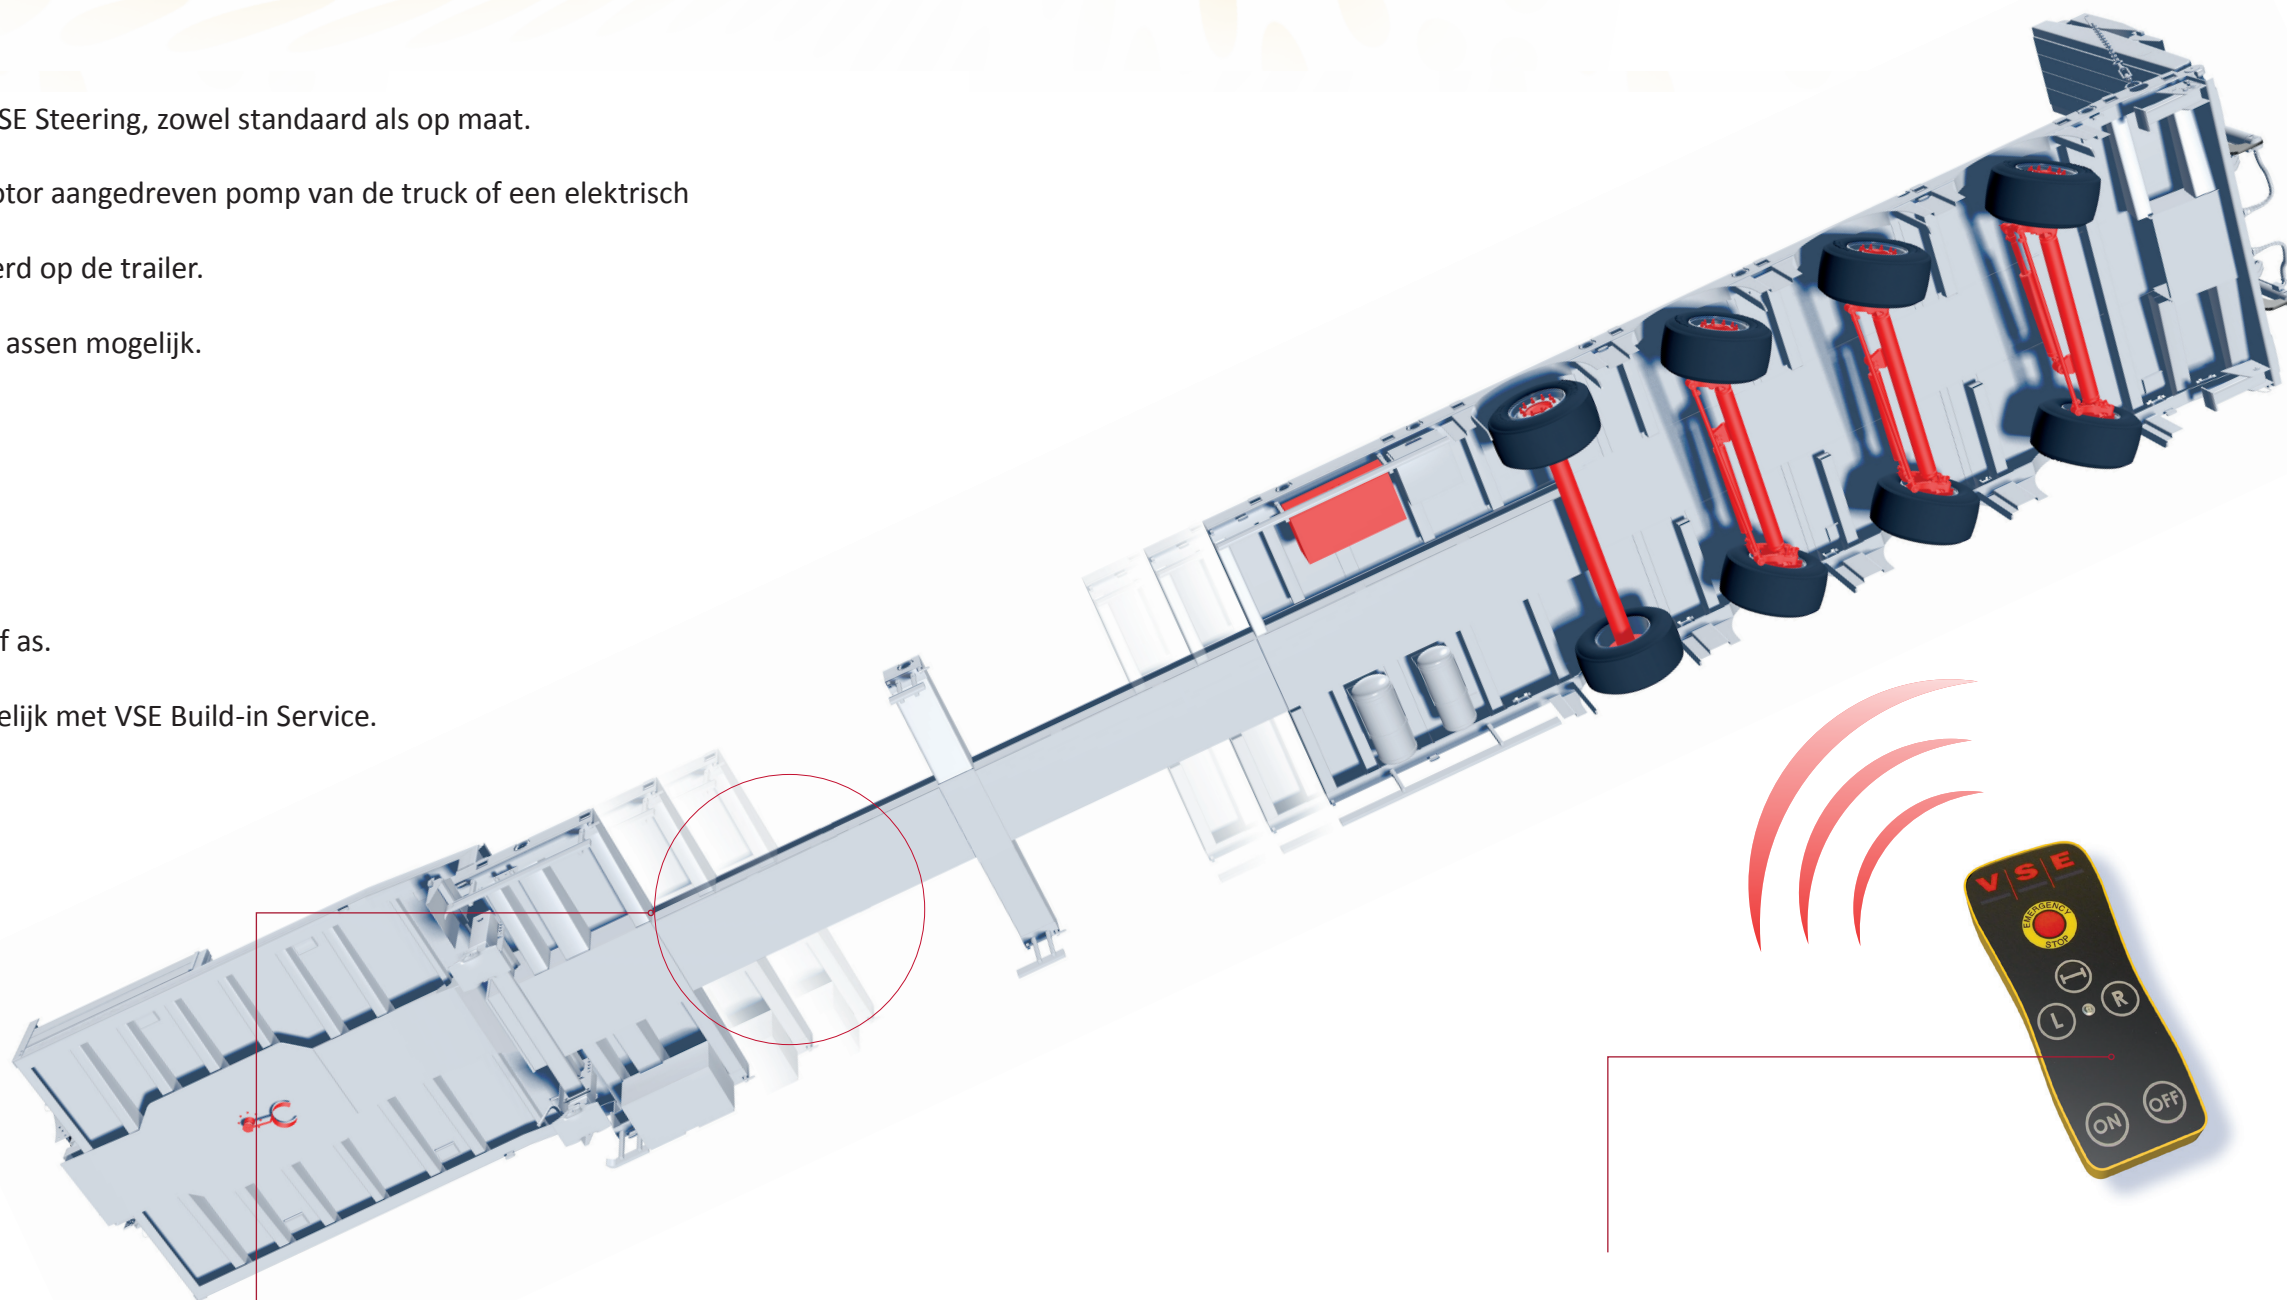 SE Steering, zowel standaard als op maat.
otor aangedreven pomp van de truck of een elektrisch
erd op de trailer.
assen mogelijk.
f as.
elijk met VSE Build-in Service.
V|S|E
EMERGENCY
STOP
I
L
R
ON
OFF